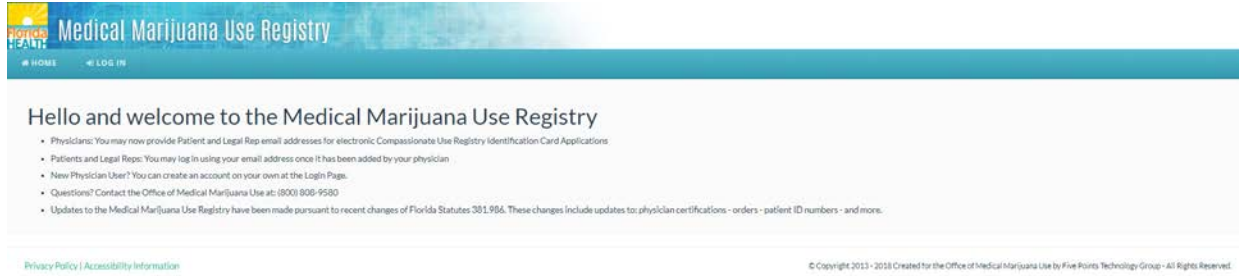 Florida
HEALTH
Medical Marijuana Use Registry
HOME LOG IN
Hello and welcome to the Medical Marijuana Use Registry
• Physicians: You may now provide Patient and Legal Rep email addresses for electronic Compassionate Use Registry Identification Card Applications
• Patients and Legal Reps: You may log in using your email address once it has been added by your physician
• New Physician User? You can create an account on your own at the Login Page.
• Questions? Contact the Office of Medical Marijuana Use at: (800) 808-9580
• Updates to the Medical Marijuana Use Registry have been made pursuant to recent changes of Florida Statutes 381.986. These changes include updates to: physician certifications - orders - patient ID numbers - and more.
Privacy Policy | Accessibility Information
© Copyright 2013 - 2018 Created for the Office of Medical Marijuana Use by Five Points Technology Group - All Rights Reserved.